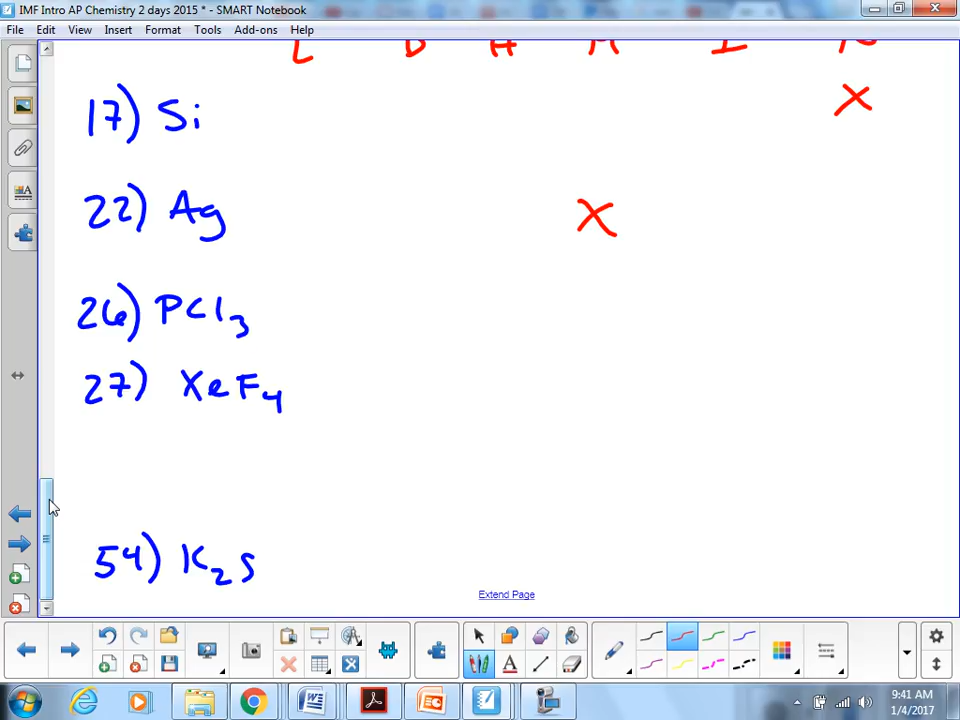 IMF Intro AP Chemistry 2 days 2015 * - SMART Notebook
File Edit View Insert Format Tools Add-ons Help
L D H M I N
X
17) Si
22) Ag X
26) PCl3
27) XeF4
54) K2S
Extend Page
9:41 AM
1/4/2017